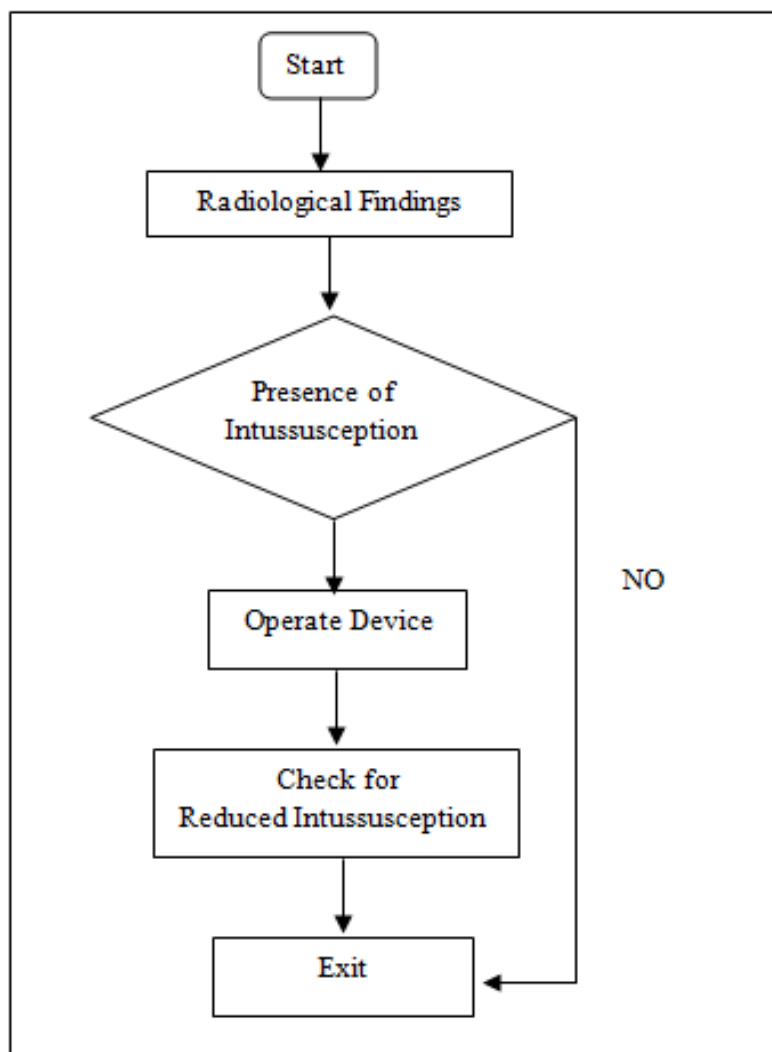 Start
Radiological Findings
Presence of
Intussusception
NO
Operate Device
Check for
Reduced Intussusception
Exit